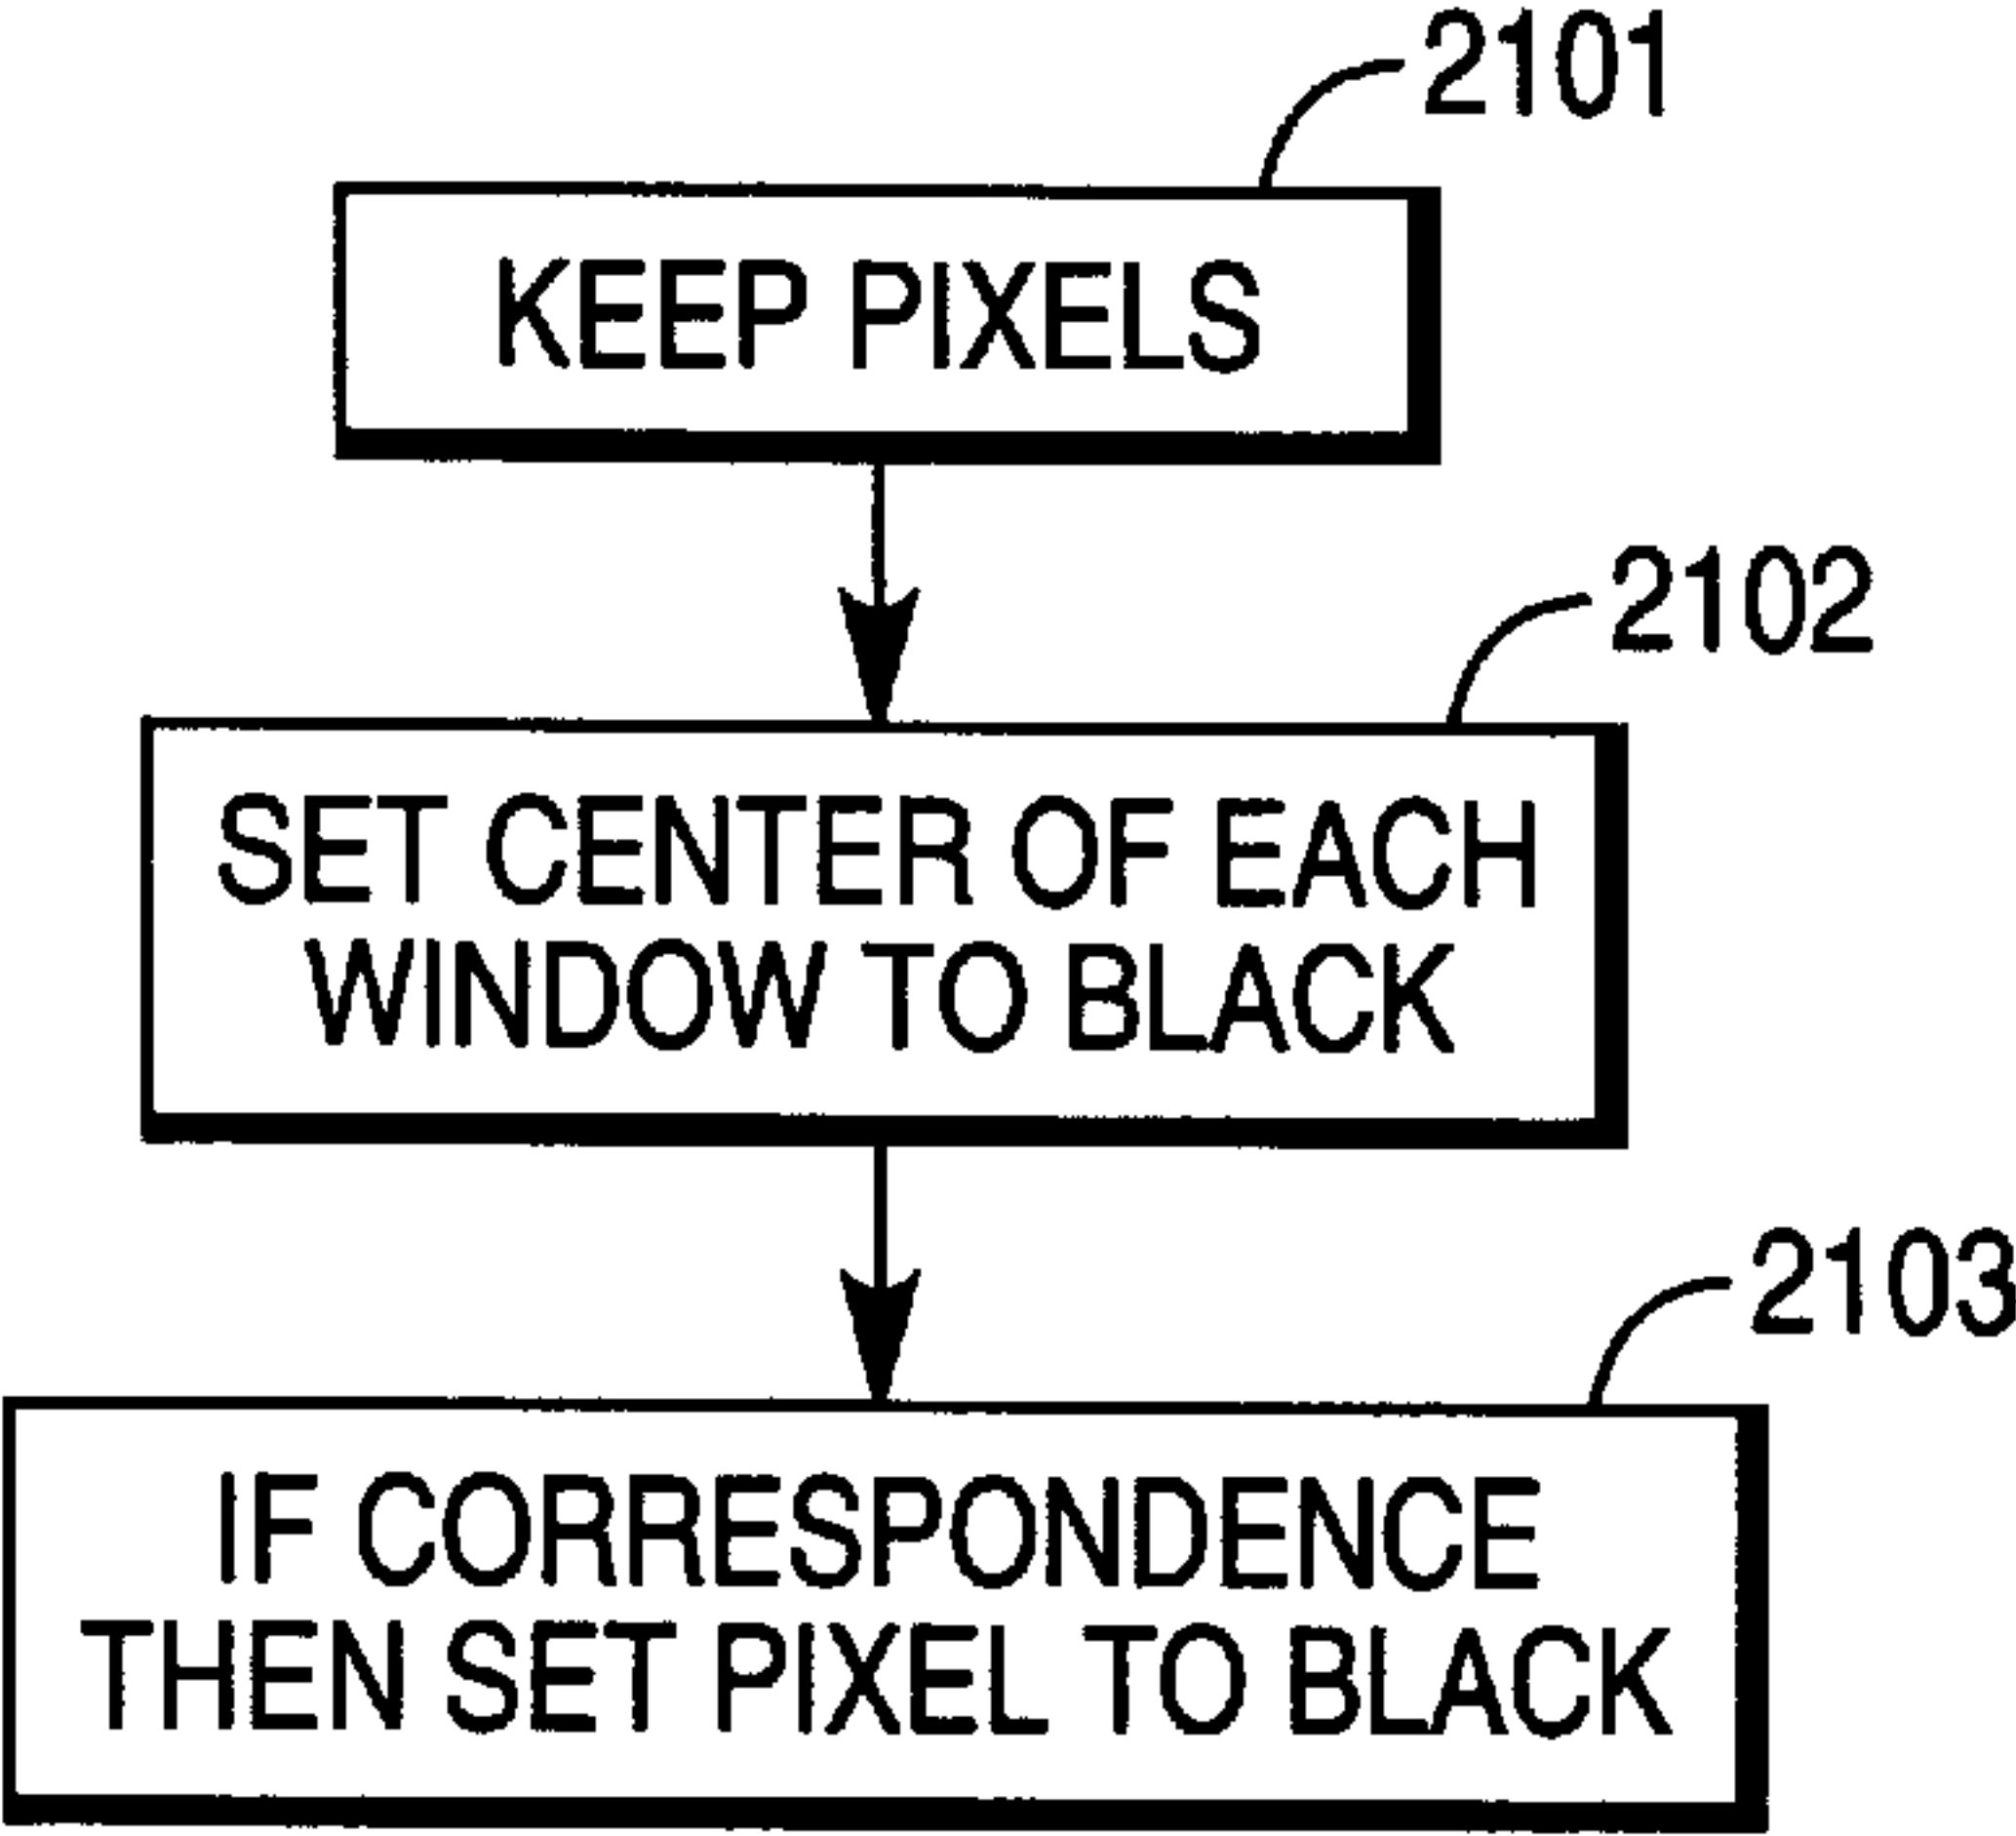 2101
KEEP PIXELS
2102
SET CENTER OF EACH
WINDOW TO BLACK
2103
IF CORRESPONDENCE
THEN SET PIXEL TO BLACK